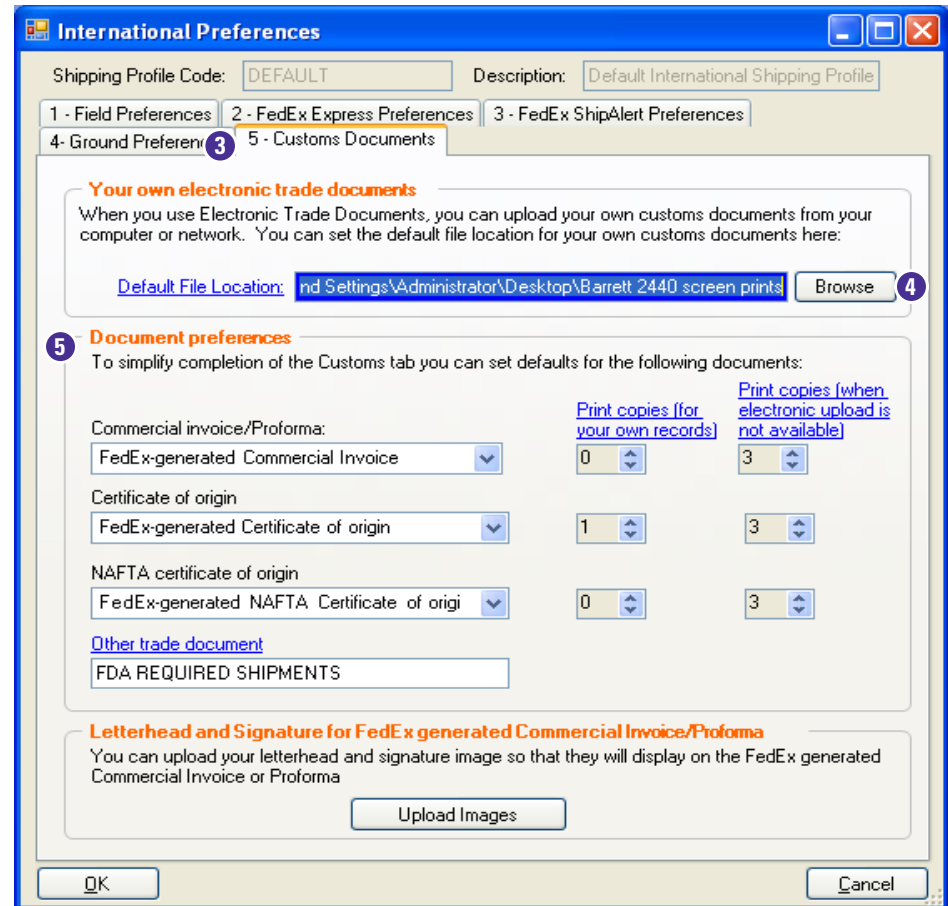 International Preferences
Shipping Profile Code: DEFAULT Description: Default International Shipping Profile
1 - Field Preferences 2 - FedEx Express Preferences 3 - FedEx ShipAlert Preferences
4- Ground Preferenc 3 5 - Customs Documents
Your own electronic trade documents
When you use Electronic Trade Documents, you can upload your own customs documents from your
computer or network. You can set the default file location for your own customs documents here:
Default File Location: nd Settings\Administrator\Desktop\Barrett 2440 screen prints Browse 4
5 Document preferences
To simplify completion of the Customs tab you can set defaults for the following documents:
Print copies (for
your own records)
Print copies (when
electronic upload is
not available)
Commercial invoice/Proforma:
FedEx-generated Commercial Invoice 0 3
Certificate of origin
FedEx-generated Certificate of origin 1 3
NAFTA certificate of origin
FedEx-generated NAFTA Certificate of origi 0 3
Other trade document
FDA REQUIRED SHIPMENTS
Letterhead and Signature for FedEx generated Commercial Invoice/Proforma
You can upload your letterhead and signature image so that they will display on the FedEx generated
Commercial Invoice or Proforma
Upload Images
OK Cancel